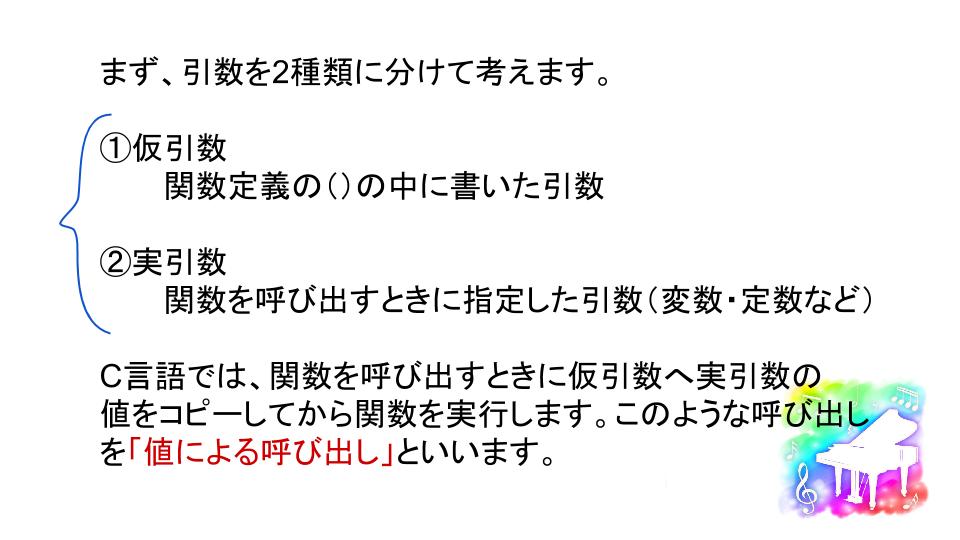 まず、引数を2種類に分けて考えます。
①仮引数
関数定義の（）の中に書いた引数
②実引数
関数を呼び出すときに指定した引数（変数・定数など）
C言語では、関数を呼び出すときに仮引数へ実引数の
値をコピーしてから関数を実行します。このような呼び出し
を「値による呼び出し」といいます。